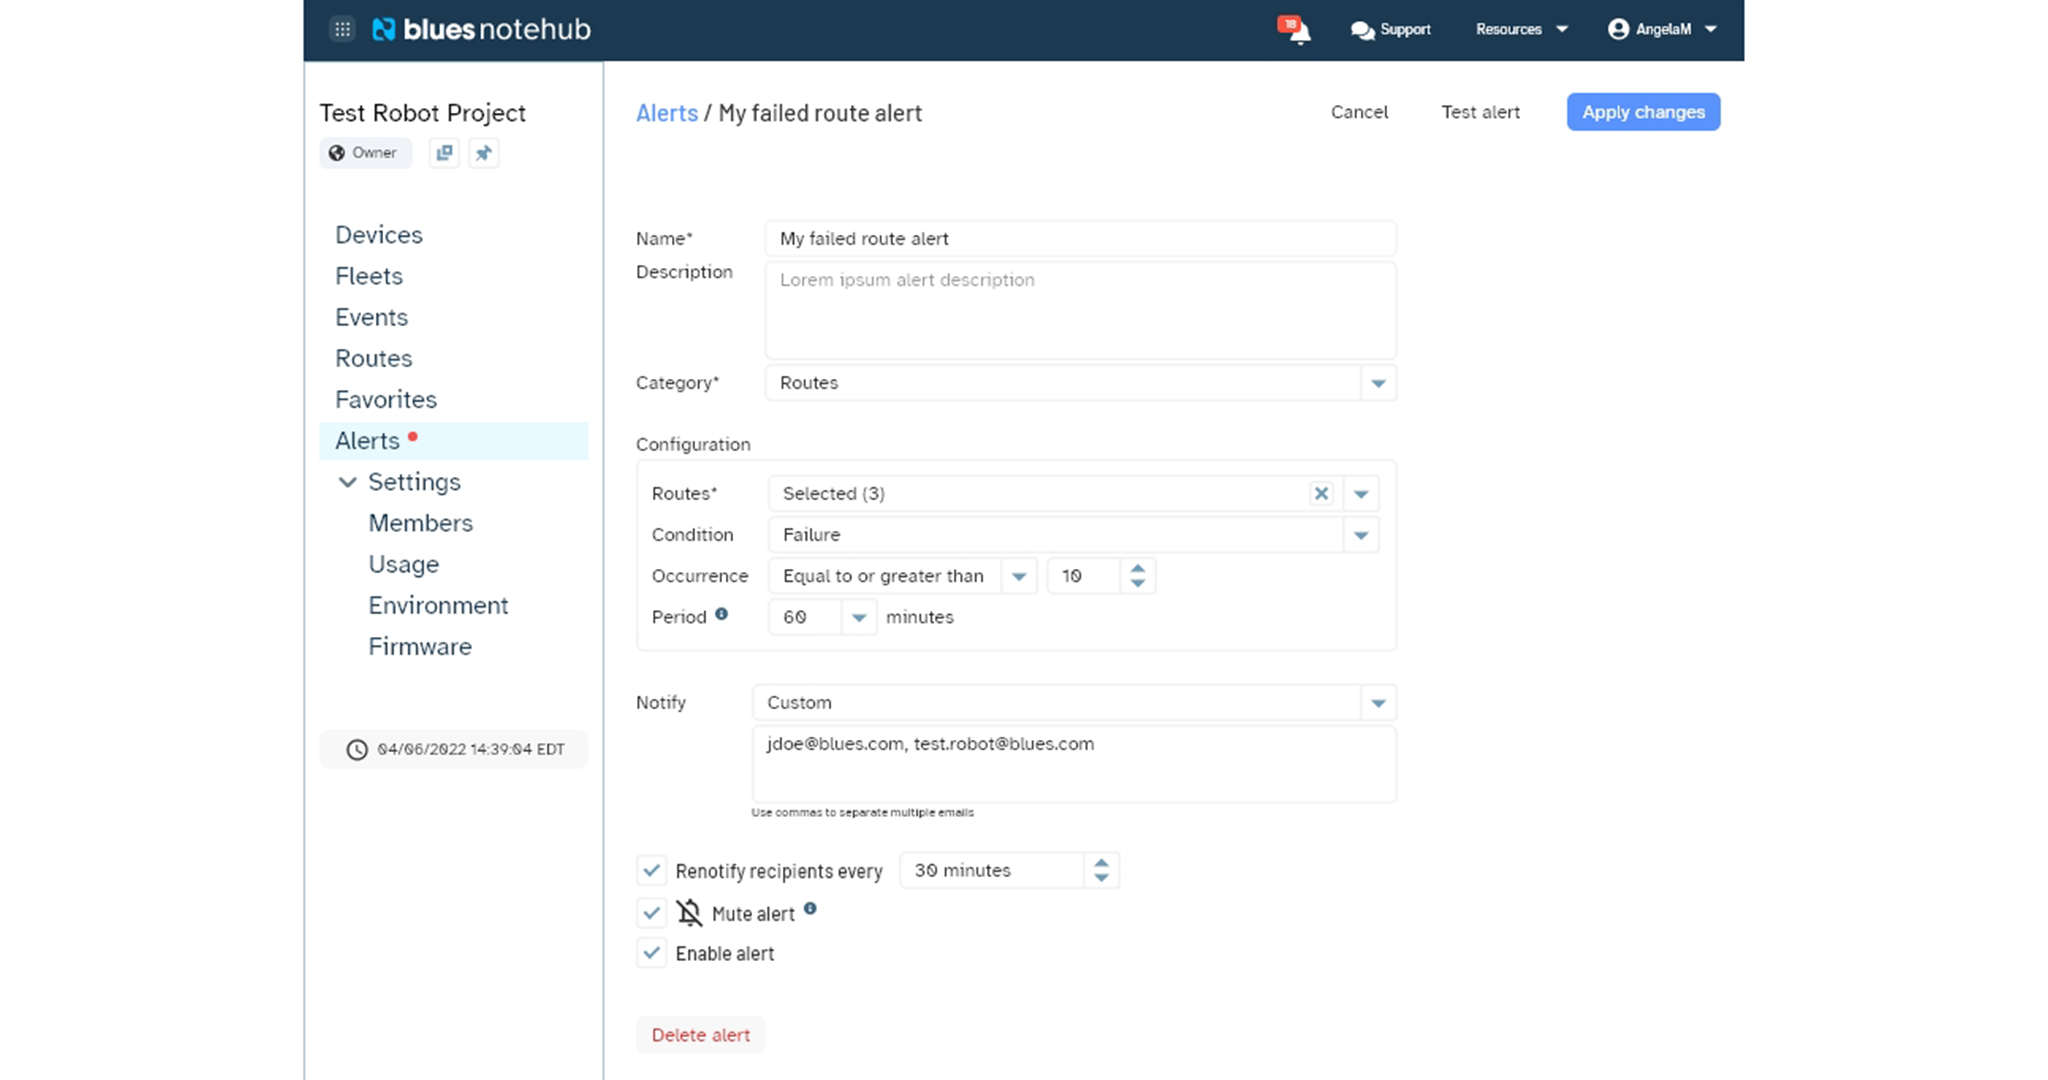 blues notehub
18
Support
Resources
AngelaM
Test Robot Project
Owner
Devices
Fleets
Events
Routes
Favorites
Alerts
Settings
Members
Usage
Environment
Firmware
04/06/2022 14:39:04 EDT
Alerts / My failed route alert
Cancel
Test alert
Apply changes
Name* My failed route alert
Description Lorem ipsum alert description
Category* Routes
Configuration
Routes* Selected (3)
Condition Failure
Occurrence Equal to or greater than 10
Period 60 minutes
Notify Custom
jdoe@blues.com, test.robot@blues.com
Use commas to separate multiple emails
Renotify recipients every 30 minutes
Mute alert
Enable alert
Delete alert